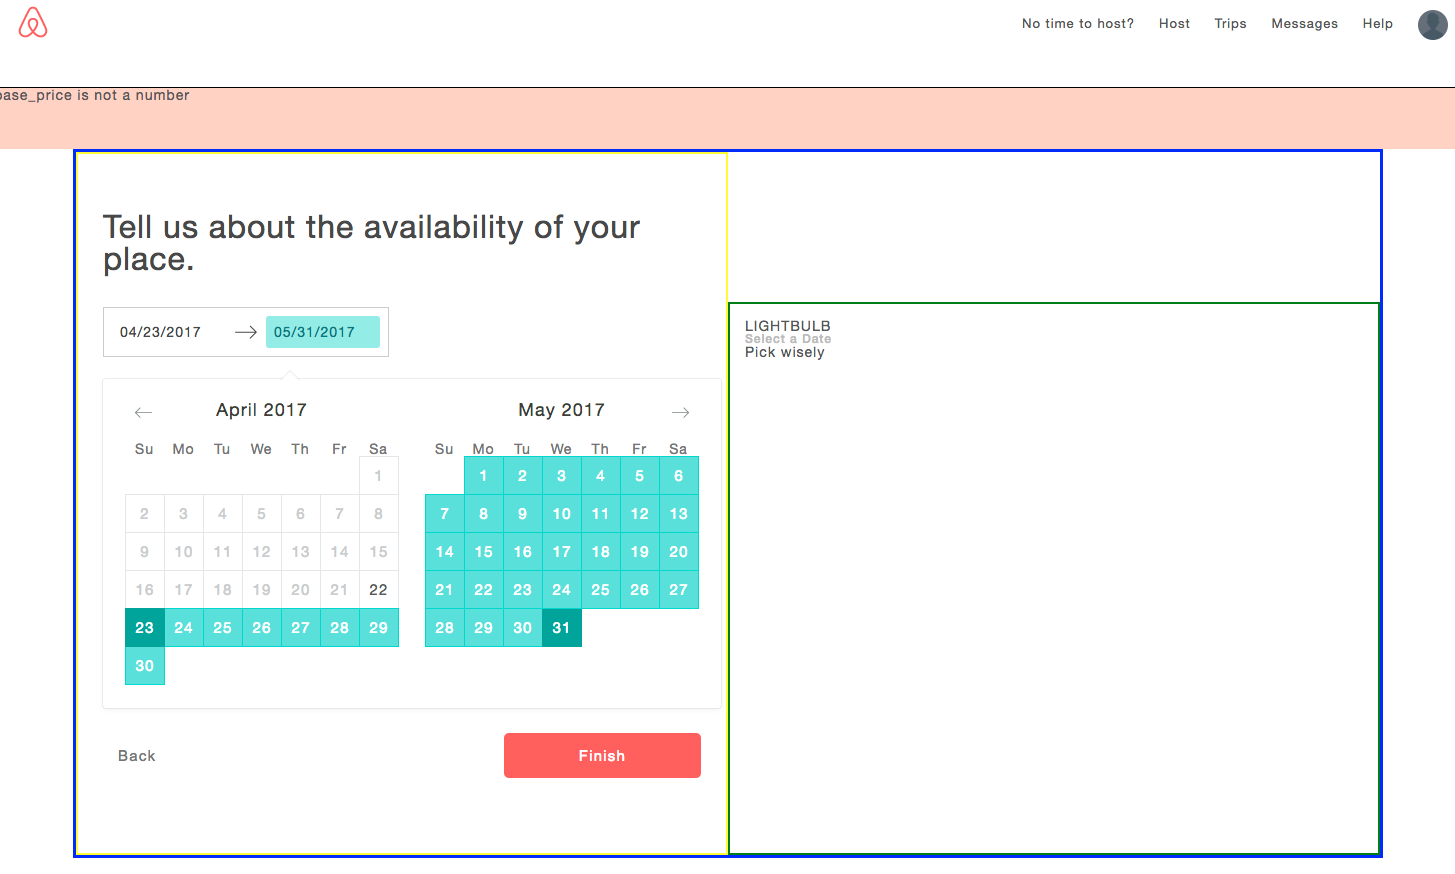 No time to host? Host Trips Messages Help
base_price is not a number
Tell us about the availability of your
place.
04/23/2017 05/31/2017
LIGHTBULB
Select a Date
Pick wisely
April 2017 May 2017
Su Mo Tu We Th Fr Sa Su Mo Tu We Th Fr Sa
1 1 2 3 4 5 6
2 3 4 5 6 7 8 7 8 9 10 11 12 13
9 10 11 12 13 14 15 14 15 16 17 18 19 20
16 17 18 19 20 21 22 21 22 23 24 25 26 27
23 24 25 26 27 28 29 28 29 30 31
30
Back Finish